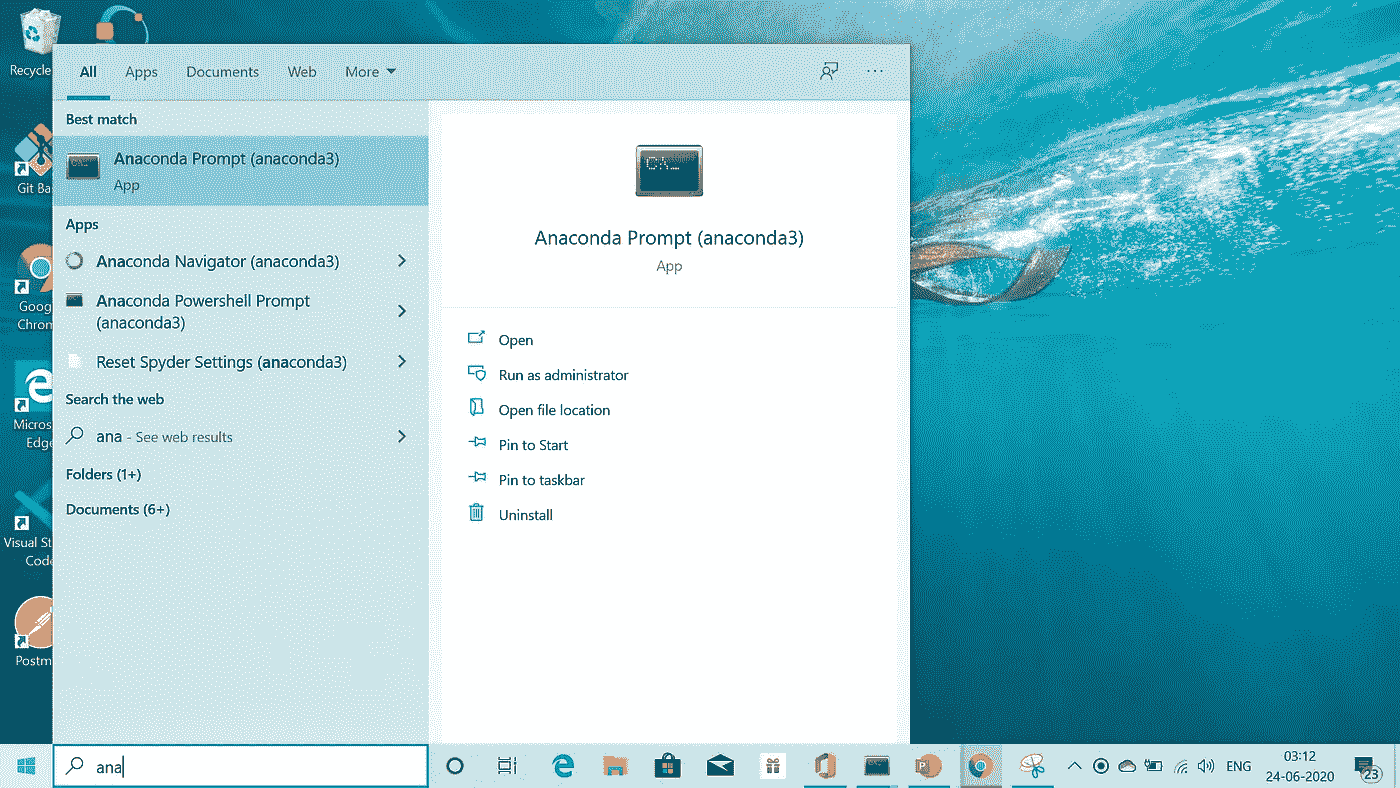 Recycle
Git Ba
Goog
Chrom
Micros
Edge
Visual St
Code
Postm
All Apps Documents Web More
Best match
Anaconda Prompt (anaconda3)
App
Apps
Anaconda Navigator (anaconda3)
Anaconda Powershell Prompt
(anaconda3)
Reset Spyder Settings (anaconda3)
Search the web
ana - See web results
Folders (1+)
Documents (6+)
Anaconda Prompt (anaconda3)
App
Open
Run as administrator
Open file location
Pin to Start
Pin to taskbar
Uninstall
ana
ENG
03:12
24-06-2020
23